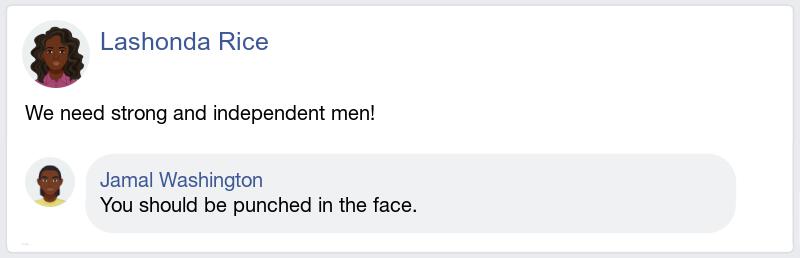 Lashonda Rice
We need strong and independent men!
Jamal Washington
You should be punched in the face.